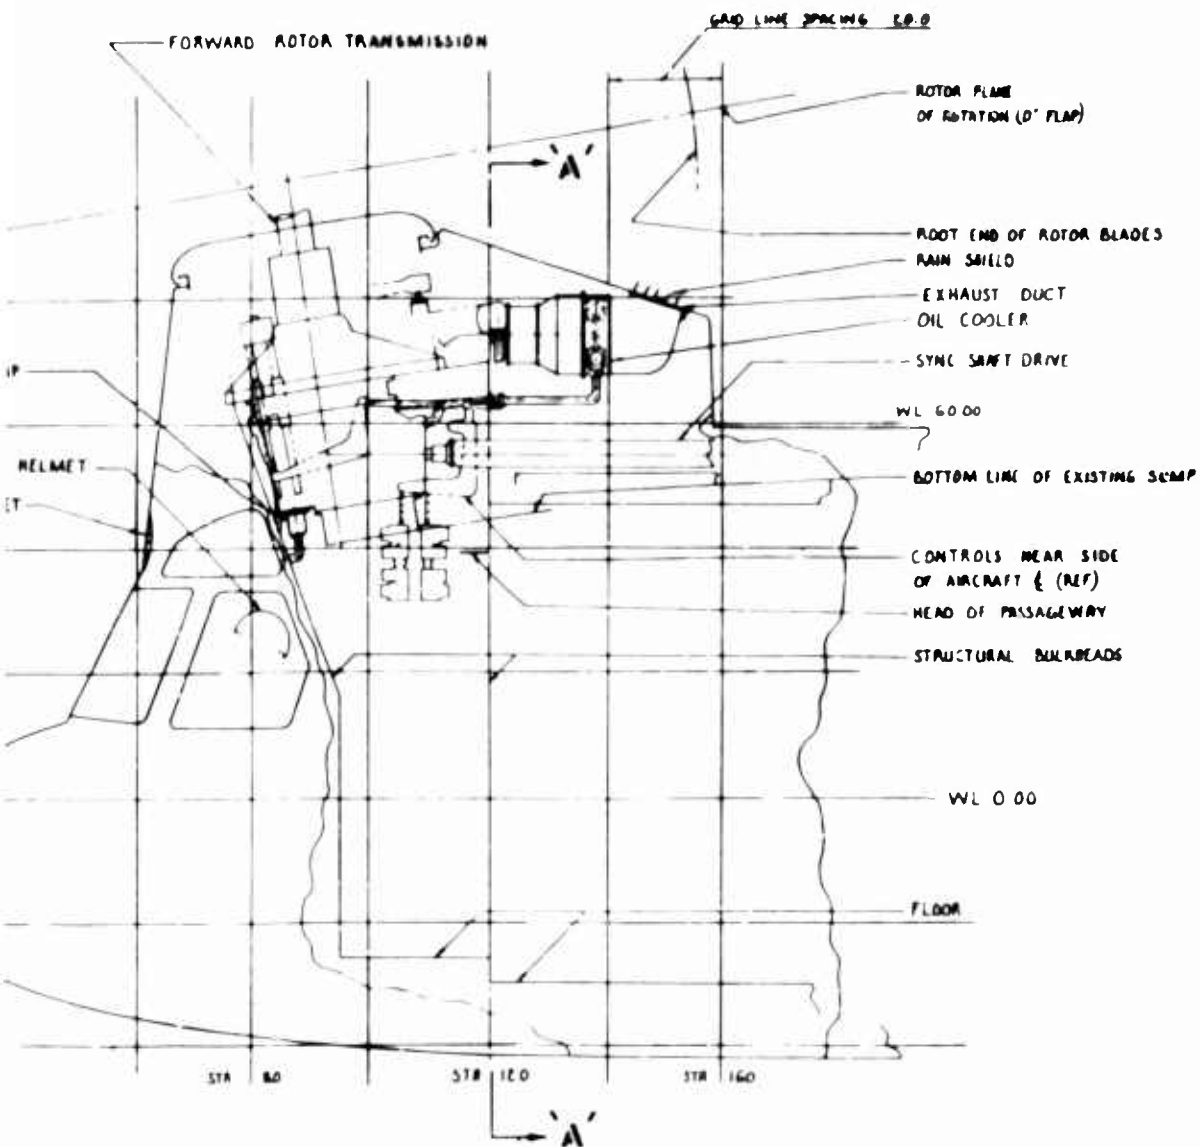 GRID LINE SPACING 20.0
FORWARD ROTOR TRANSMISSION
ROTOR PLANE
OF ROTATION (0° FLAP)
'A'
ROOT END OF ROTOR BLADES
RAIN SHIELD
EXHAUST DUCT
OIL COOLER
SYNC SHAFT DRIVE
WL 60.00
HELMET
BOTTOM LINE OF EXISTING SUMP
CONTROLS NEAR SIDE
OF AIRCRAFT ℄ (REF)
HEAD OF PASSAGEWAY
STRUCTURAL BULKHEADS
WL 0.00
FLOOR
STA 80
STA 120
STA 160
'A'